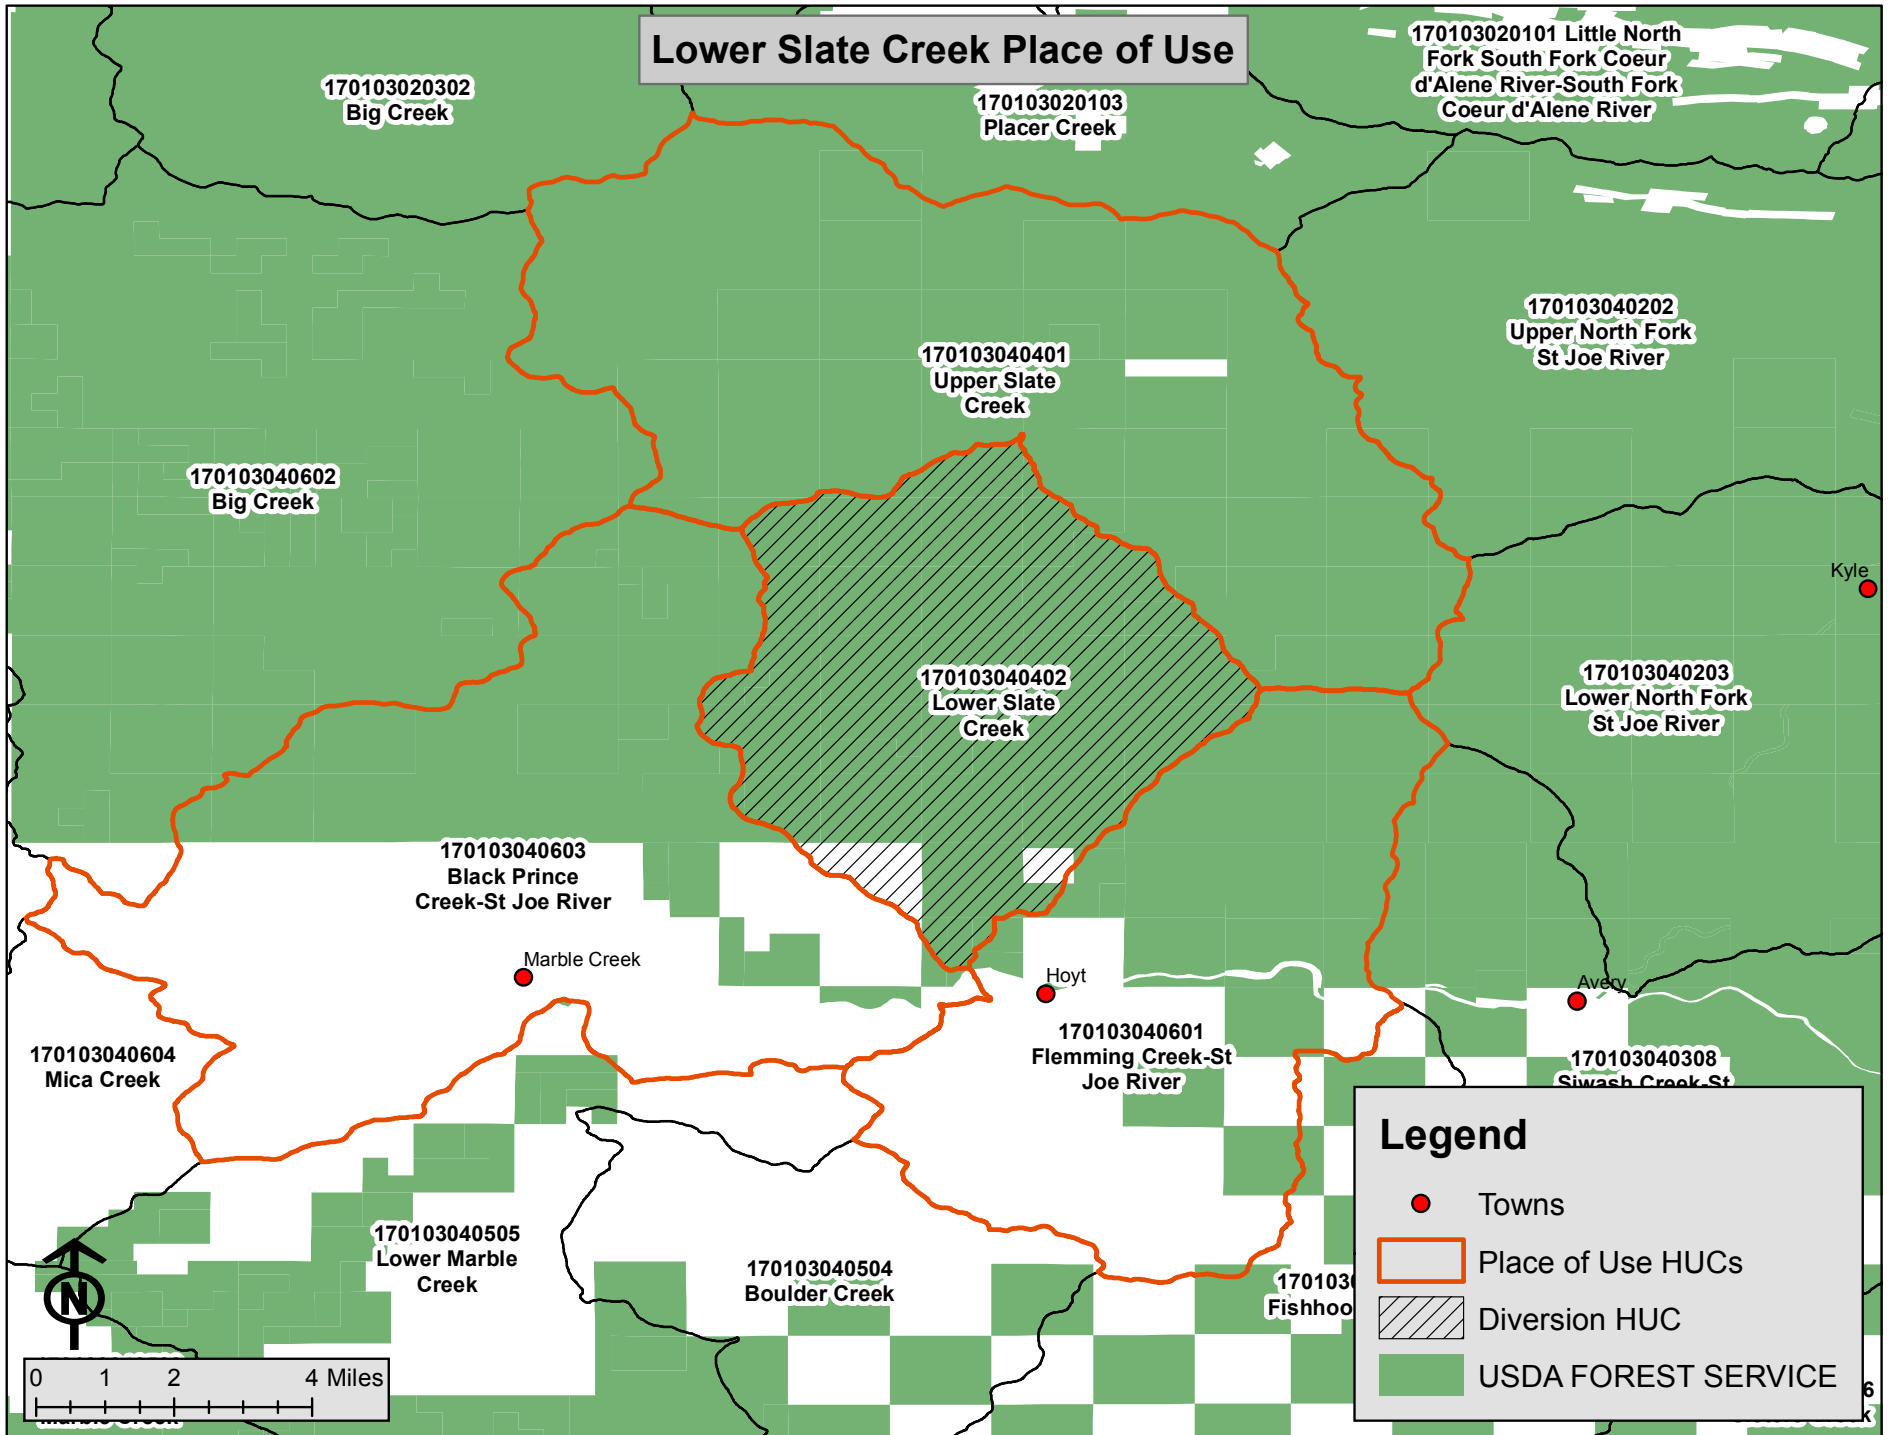 Lower Slate Creek Place of Use
170103020302
Big Creek
170103020103
Placer Creek
170103020101 Little North
Fork South Fork Coeur
d'Alene River-South Fork
Coeur d'Alene River
170103040202
Upper North Fork
St Joe River
170103040401
Upper Slate
Creek
170103040602
Big Creek
Kyle
170103040402
Lower Slate
Creek
170103040203
Lower North Fork
St Joe River
170103040603
Black Prince
Creek-St Joe River
Marble Creek
Hoyt
Avery
170103040604
Mica Creek
170103040601
Flemming Creek-St
Joe River
170103040308
Siwash Creek-St
170103040505
Lower Marble
Creek
170103040504
Boulder Creek
Legend
Towns
Place of Use HUCs
Diversion HUC
USDA FOREST SERVICE
N
0 1 2 4 Miles